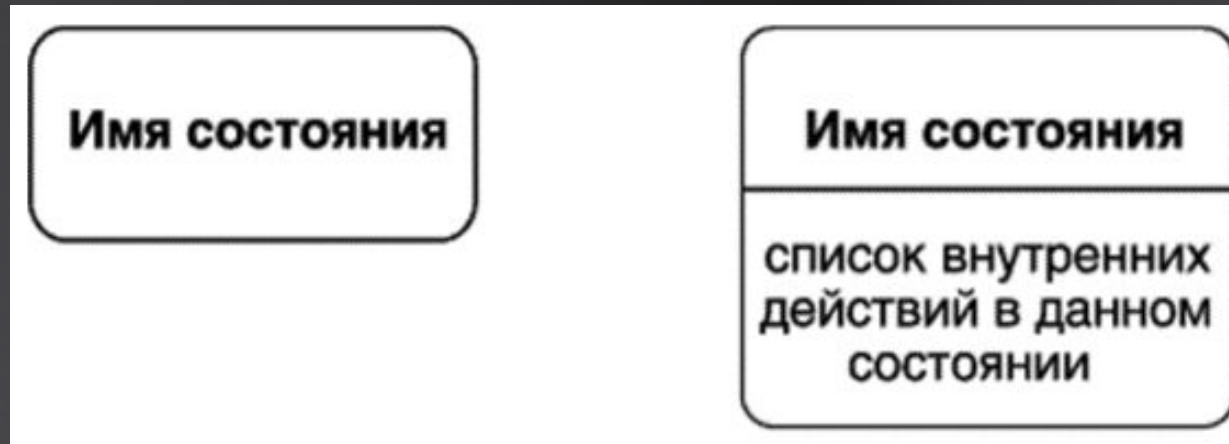 Имя состояния
Имя состояния
список внутренних
действий в данном
состоянии